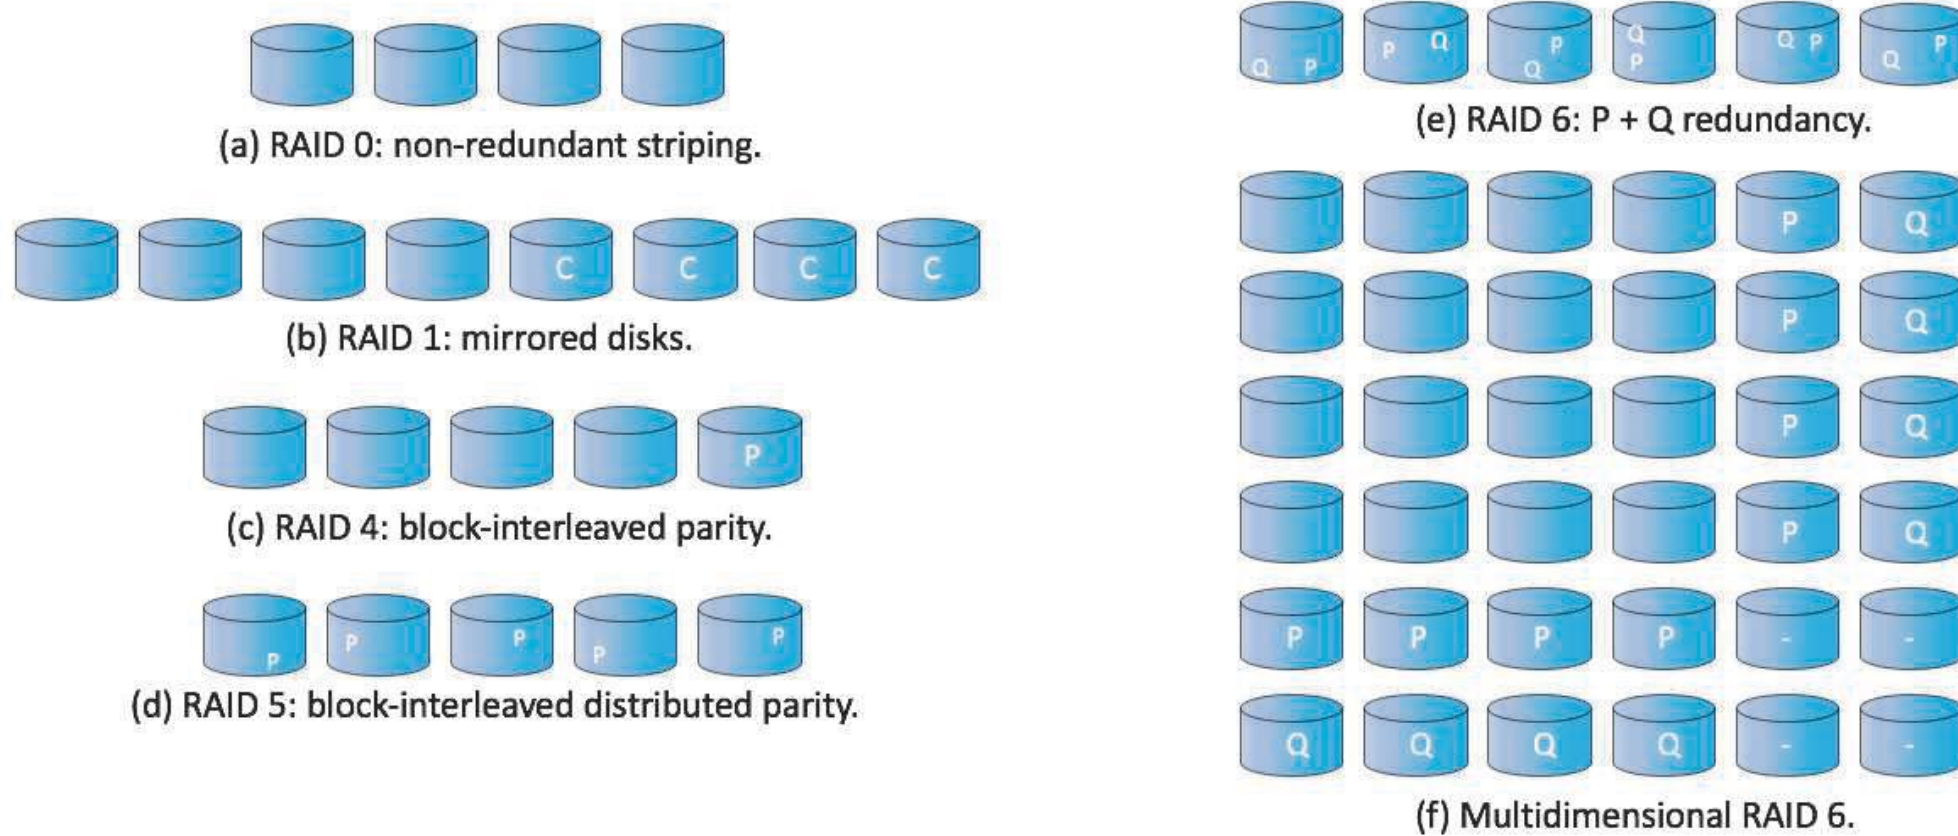 (a) RAID 0: non-redundant striping.
C C C C
(b) RAID 1: mirrored disks.
P
(c) RAID 4: block-interleaved parity.
P P P P P
(d) RAID 5: block-interleaved distributed parity.
Q P P Q P Q Q P Q P Q P
(e) RAID 6: P + Q redundancy.
P Q
P Q
P Q
P Q
P P P P - -
Q Q Q Q - -
(f) Multidimensional RAID 6.